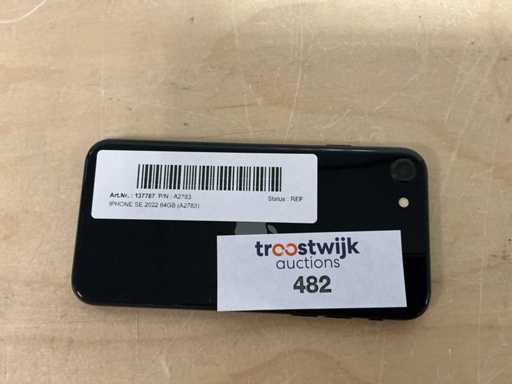 Art.Nr. : 137787 P/N : A2783
Status : REF
IPHONE SE 2022 64GB (A2783)
troostwijk
auctions
482